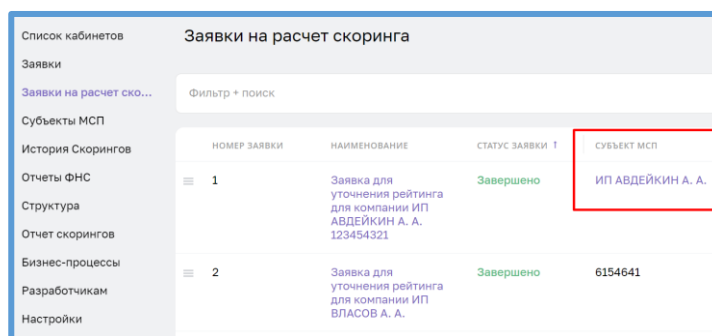 Список кабинетов
Заявки
Заявки на расчет ско...
Субъекты МСП
История Скорингов
Отчеты ФНС
Структура
Отчет скорингов
Бизнес-процессы
Разработчикам
Настройки
Заявки на расчет скоринга
Фильтр + поиск
НОМЕР ЗАЯВКИ НАИМЕНОВАНИЕ СТАТУС ЗАЯВКИ ↑ СУБЪЕКТ МСП
1 Заявка для Завершено ИП АВДЕЙКИН А. А.
уточнения рейтинга
для компании ИП
АВДЕЙКИН А. А.
123454321
2 Заявка для Завершено 6154641
уточнения рейтинга
для компании ИП
ВЛАСОВ А. А.